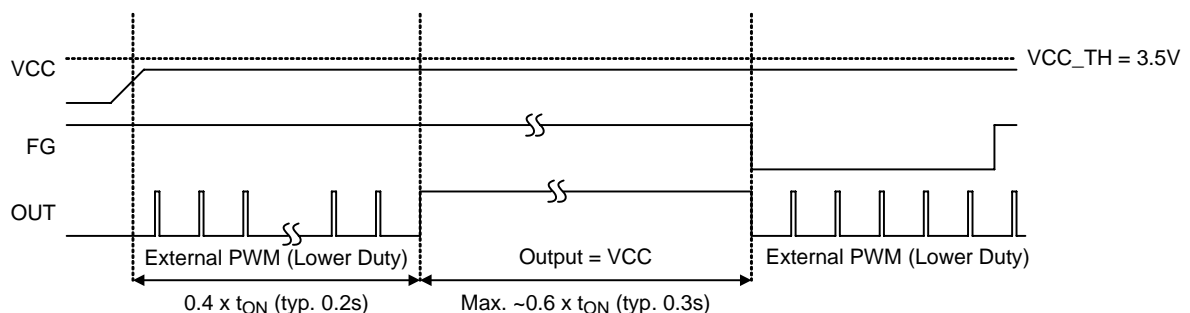 VCC
VCC_TH = 3.5V
FG
OUT
External PWM (Lower Duty)
Output = VCC
External PWM (Lower Duty)
0.4 x tON (typ. 0.2s)
Max. ~0.6 x tON (typ. 0.3s)